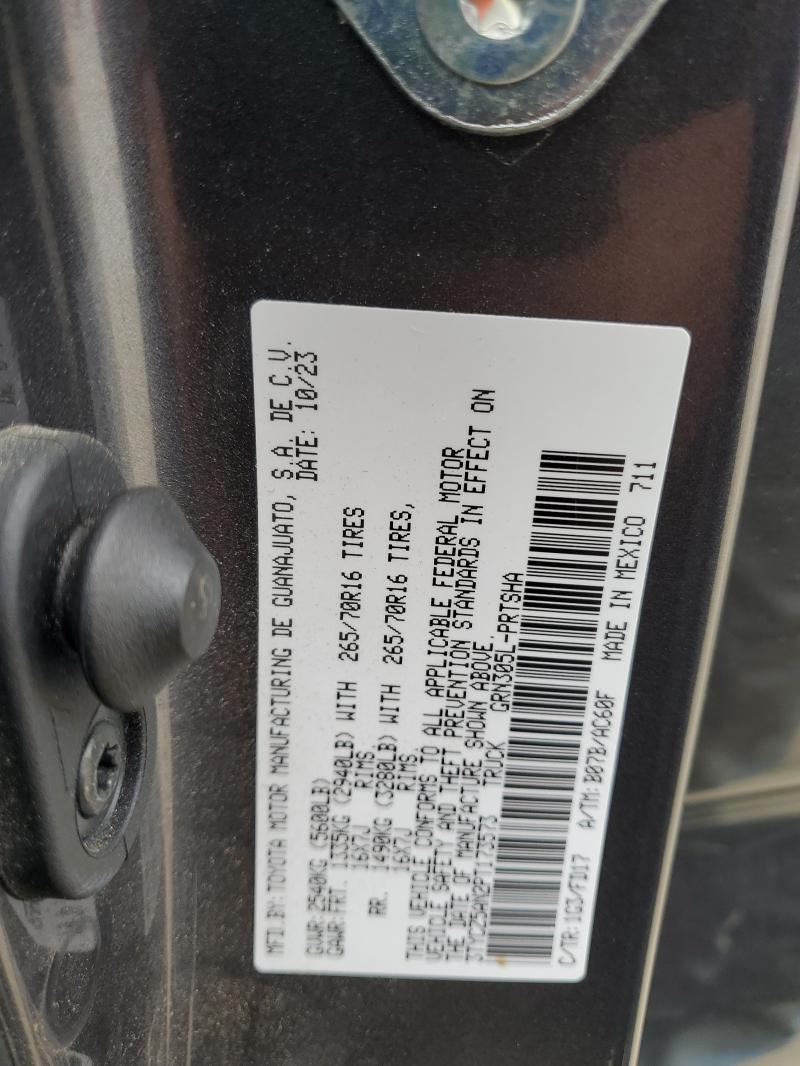 MFD.BY: TOYOTA MOTOR MANUFACTURING DE GUANAJUATO, S.A. DE C.V.
DATE: 10/23
GVWR: 2540KG (5600LB)
GAWR: FRT. 1335KG (2940LB) WITH 265/70R16 TIRES
16X7J RIMS.
RR. 1490KG (3280LB) WITH 265/70R16 TIRES,
16X7J RIMS.
THIS VEHICLE CONFORMS TO ALL APPLICABLE FEDERAL MOTOR
VEHICLE SAFETY AND THEFT PREVENTION STANDARDS IN EFFECT ON
THE DATE OF MANUFACTURE SHOWN ABOVE.
3TYCZ5AN2PT173573 TRUCK GRN305L-PRTSHA
C/TR: 1G3/FD17 A/TM: B07B/AC60F MADE IN MEXICO 711